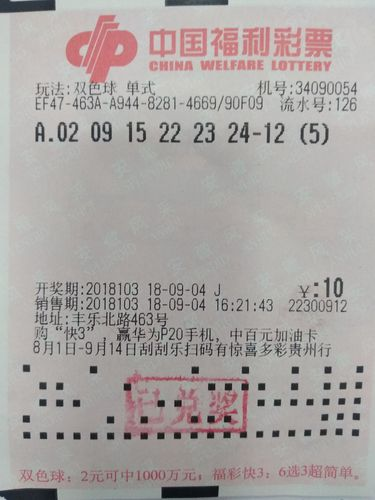 中国福利彩票
CHINA WELFARE LOTTERY
玩法:双色球 单式 机号:34090054
EF47-463A-A944-8281-4669/90F09 流水号:126
A.02 09 15 22 23 24-12 (5)
开奖期:2018103 18-09-04 J ¥:10
销售期:2018103 18-09-04 16:21:43 22300912
地址:丰乐北路463号
购“快3”，赢华为P20手机，中百元加油卡
8月1日-9月14日刮刮乐扫码有惊喜多彩贵州行
已兑奖
双色球：2元可中1000万元；福彩快3：6选3超简单。